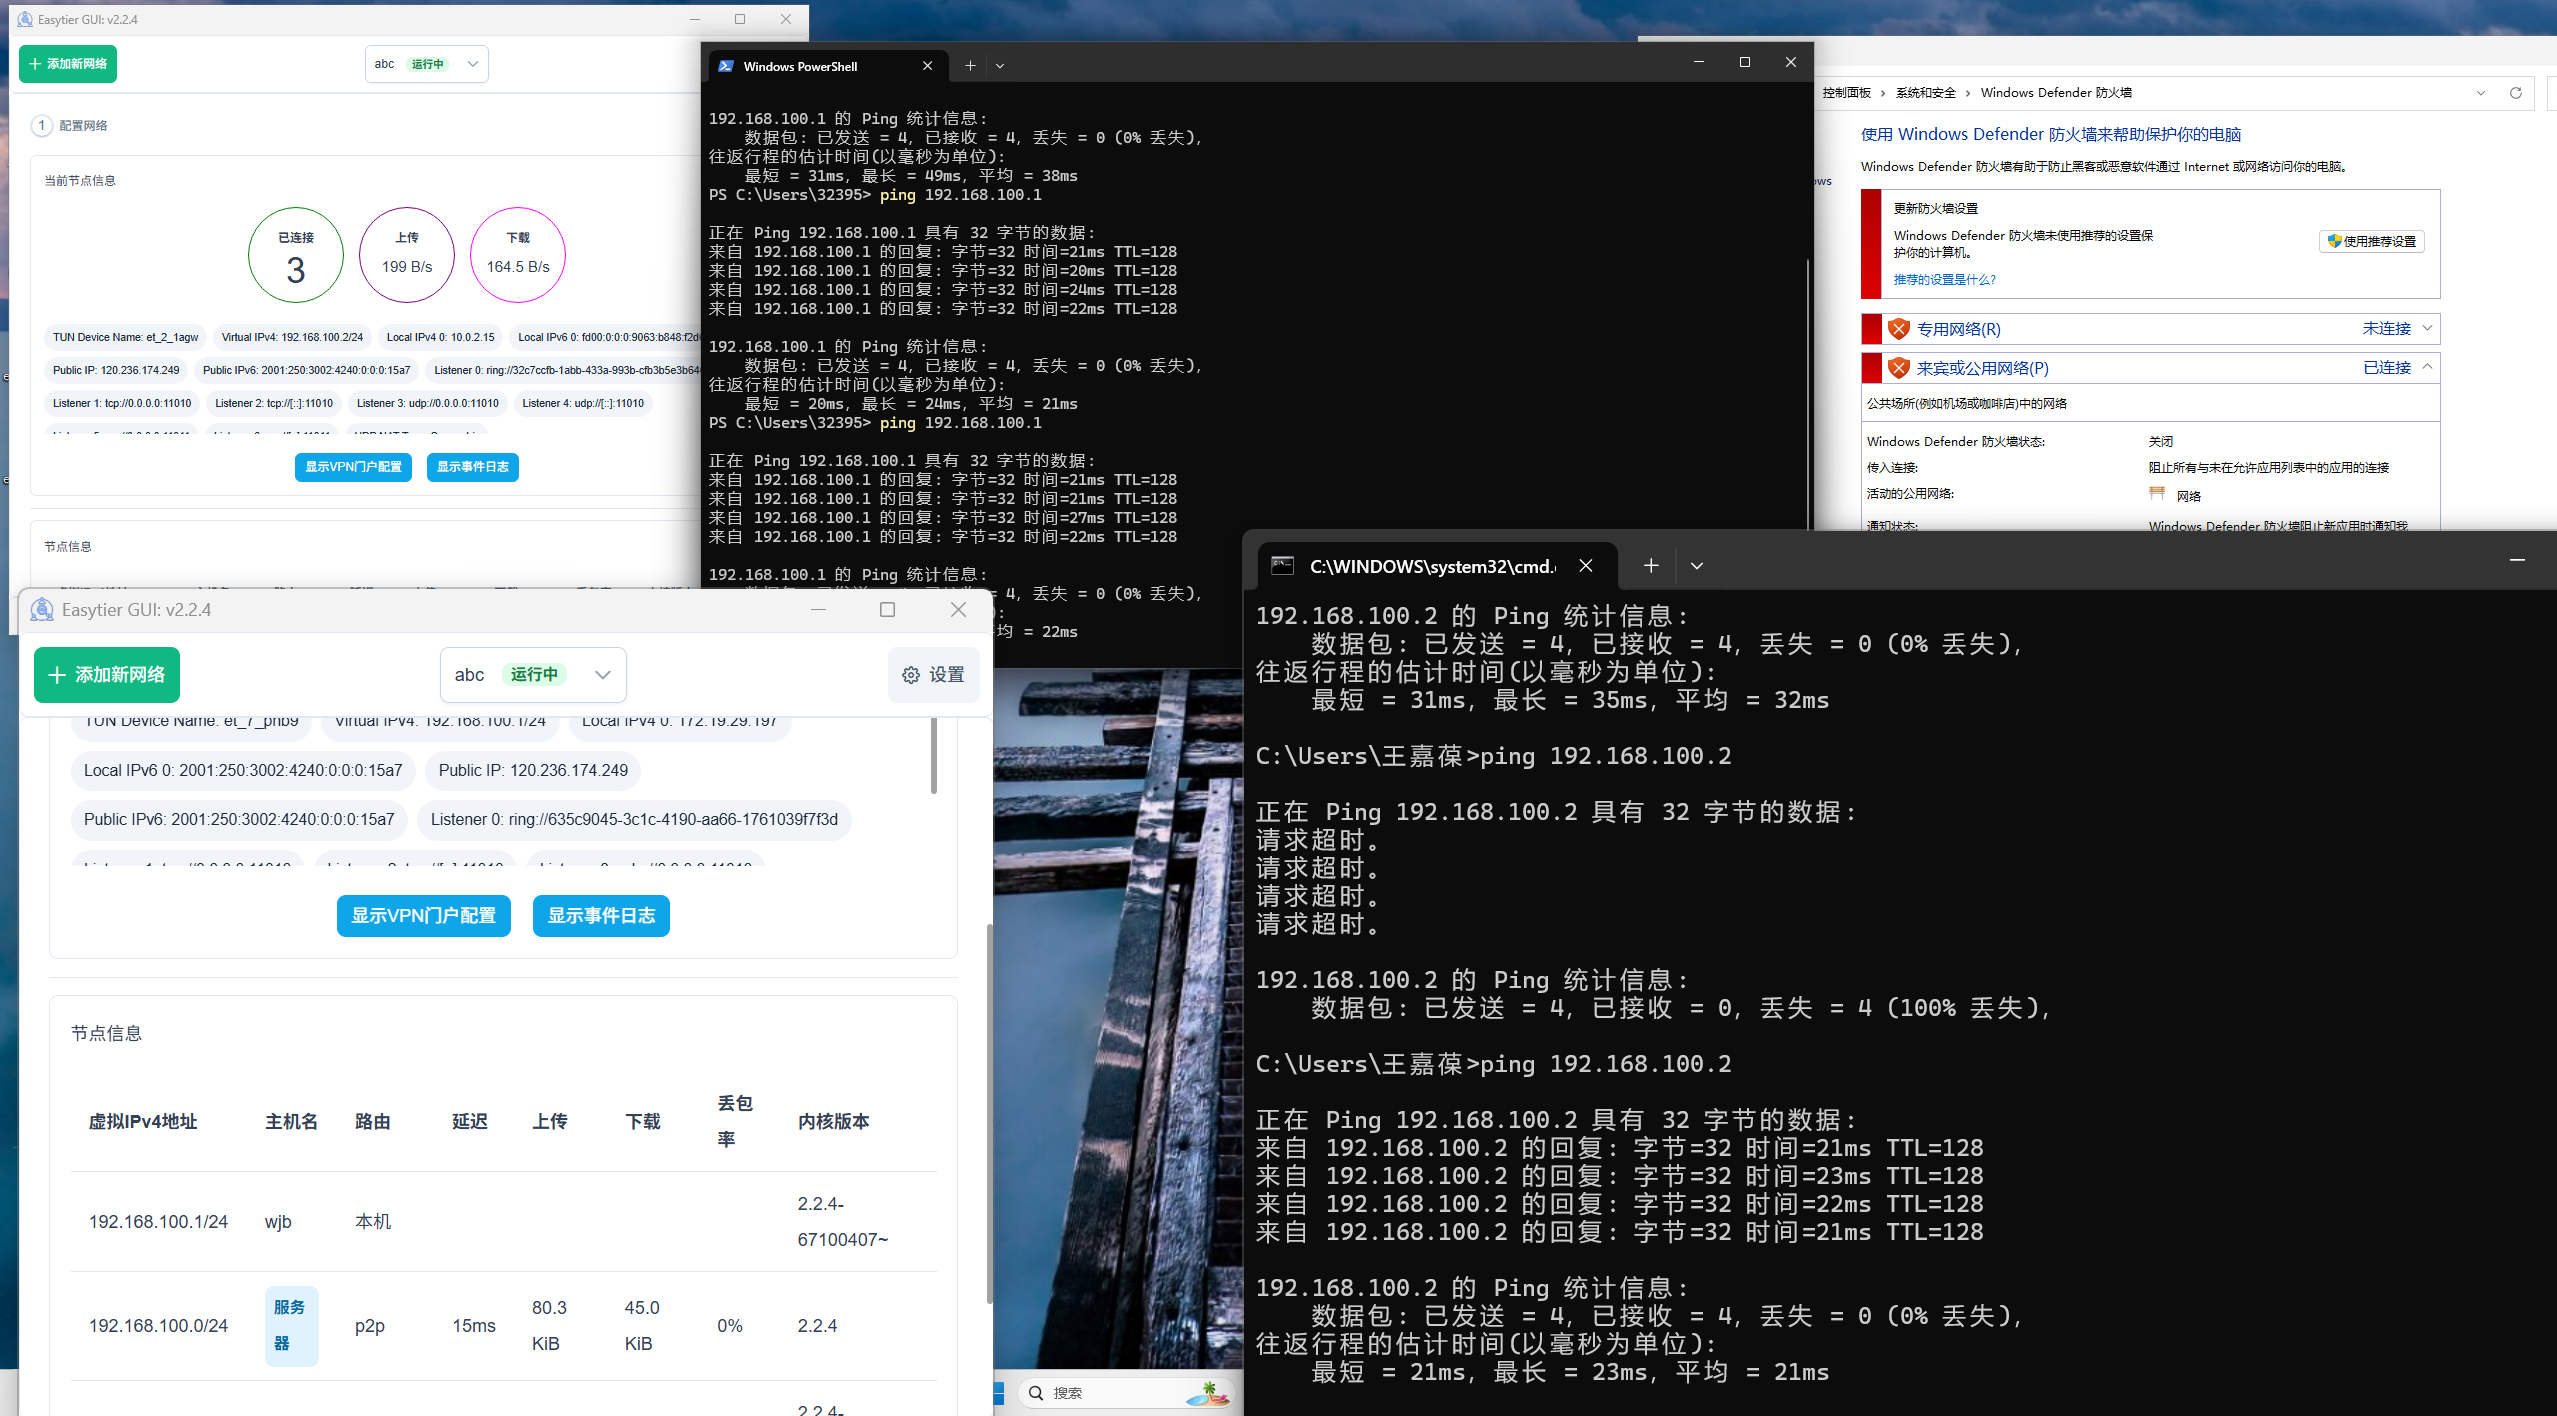 Easytier GUI: v2.2.4
添加新网络
abc 运行中
1 配置网络
当前节点信息
已连接
3
上传
199 B/s
下载
164.5 B/s
TUN Device Name: et_2_1agw
Virtual IPv4: 192.168.100.2/24
Local IPv4 0: 10.0.2.15
Local IPv6 0: fd00:0:0:0:9063:b848:f2d
Public IP: 120.236.174.249
Public IPv6: 2001:250:3002:4240:0:0:0:15a7
Listener 0: ring://32c7ccfb-1abb-433a-993b-cfb3b5e3b64
Listener 1: tcp://0.0.0.0:11010
Listener 2: tcp://[::]:11010
Listener 3: udp://0.0.0.0:11010
Listener 4: udp://[::]:11010
显示VPN门户配置
显示事件日志
节点信息
Windows PowerShell
192.168.100.1 的 Ping 统计信息:
数据包: 已发送 = 4, 已接收 = 4, 丢失 = 0 (0% 丢失),
往返行程的估计时间(以毫秒为单位):
最短 = 31ms, 最长 = 49ms, 平均 = 38ms
PS C:\Users\32395> ping 192.168.100.1
正在 Ping 192.168.100.1 具有 32 字节的数据:
来自 192.168.100.1 的回复: 字节=32 时间=21ms TTL=128
来自 192.168.100.1 的回复: 字节=32 时间=20ms TTL=128
来自 192.168.100.1 的回复: 字节=32 时间=24ms TTL=128
来自 192.168.100.1 的回复: 字节=32 时间=22ms TTL=128
192.168.100.1 的 Ping 统计信息:
数据包: 已发送 = 4, 已接收 = 4, 丢失 = 0 (0% 丢失),
往返行程的估计时间(以毫秒为单位):
最短 = 20ms, 最长 = 24ms, 平均 = 21ms
PS C:\Users\32395> ping 192.168.100.1
正在 Ping 192.168.100.1 具有 32 字节的数据:
来自 192.168.100.1 的回复: 字节=32 时间=21ms TTL=128
来自 192.168.100.1 的回复: 字节=32 时间=21ms TTL=128
来自 192.168.100.1 的回复: 字节=32 时间=27ms TTL=128
来自 192.168.100.1 的回复: 字节=32 时间=22ms TTL=128
192.168.100.1 的 Ping 统计信息:
4, 丢失 = 0 (0% 丢失),
):
均 = 22ms
控制面板 › 系统和安全 › Windows Defender 防火墙
使用 Windows Defender 防火墙来帮助保护你的电脑
Windows Defender 防火墙有助于防止黑客或恶意软件通过 Internet 或网络访问你的电脑。
ows
更新防火墙设置
Windows Defender 防火墙未使用推荐的设置保
护你的计算机。
使用推荐设置
推荐的设置是什么?
专用网络(R) 未连接
来宾或公用网络(P) 已连接
公共场所(例如机场或咖啡店)中的网络
Windows Defender 防火墙状态: 关闭
传入连接: 阻止所有与未在允许应用列表中的应用的连接
活动的公用网络: 网络
通知状态: Windows Defender 防火墙阻止新应用时通知我
Easytier GUI: v2.2.4
添加新网络
abc 运行中
设置
TUN Device Name: et_7_phb9
Virtual IPv4: 192.168.100.1/24
Local IPv4 0: 172.19.29.197
Local IPv6 0: 2001:250:3002:4240:0:0:0:15a7
Public IP: 120.236.174.249
Public IPv6: 2001:250:3002:4240:0:0:0:15a7
Listener 0: ring://635c9045-3c1c-4190-aa66-1761039f7f3d
显示VPN门户配置
显示事件日志
节点信息
虚拟IPv4地址 主机名 路由 延迟 上传 下载 丢包率 内核版本
192.168.100.1/24 wjb 本机 2.2.4-67100407~
192.168.100.0/24 服务器 p2p 15ms 80.3 KiB 45.0 KiB 0% 2.2.4
2.2.4-
搜索
C:\WINDOWS\system32\cmd.
192.168.100.2 的 Ping 统计信息:
数据包: 已发送 = 4, 已接收 = 4, 丢失 = 0 (0% 丢失),
往返行程的估计时间(以毫秒为单位):
最短 = 31ms, 最长 = 35ms, 平均 = 32ms
C:\Users\王嘉葆>ping 192.168.100.2
正在 Ping 192.168.100.2 具有 32 字节的数据:
请求超时。
请求超时。
请求超时。
请求超时。
192.168.100.2 的 Ping 统计信息:
数据包: 已发送 = 4, 已接收 = 0, 丢失 = 4 (100% 丢失),
C:\Users\王嘉葆>ping 192.168.100.2
正在 Ping 192.168.100.2 具有 32 字节的数据:
来自 192.168.100.2 的回复: 字节=32 时间=21ms TTL=128
来自 192.168.100.2 的回复: 字节=32 时间=23ms TTL=128
来自 192.168.100.2 的回复: 字节=32 时间=22ms TTL=128
来自 192.168.100.2 的回复: 字节=32 时间=21ms TTL=128
192.168.100.2 的 Ping 统计信息:
数据包: 已发送 = 4, 已接收 = 4, 丢失 = 0 (0% 丢失),
往返行程的估计时间(以毫秒为单位):
最短 = 21ms, 最长 = 23ms, 平均 = 21ms